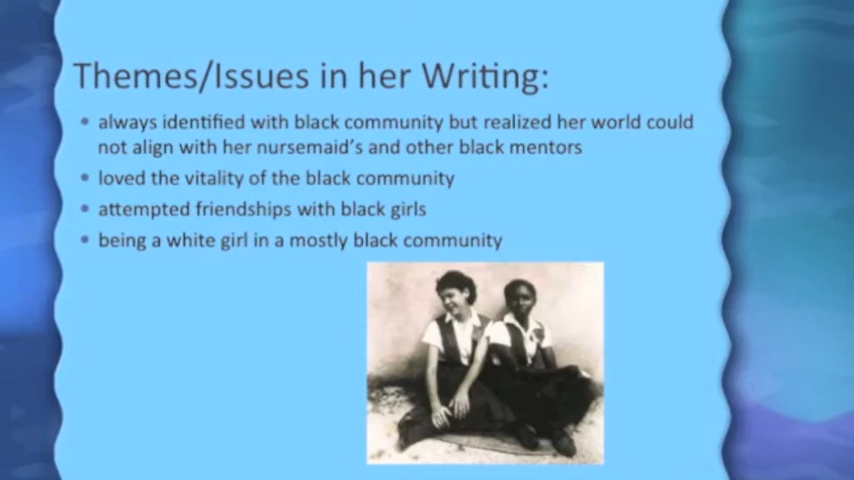 Themes/Issues in her Writing:
• always identified with black community but realized her world could
not align with her nursemaid's and other black mentors
• loved the vitality of the black community
• attempted friendships with black girls
• being a white girl in a mostly black community